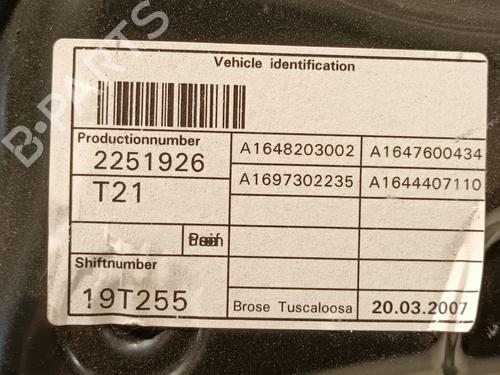 Vehicle identification
Productionnumber
2251926
A1648203002 A1647600434
T21
A1697302235 A1644407110
Shiftnumber
19T255
Brose Tuscaloosa 20.03.2007
B-PARTS